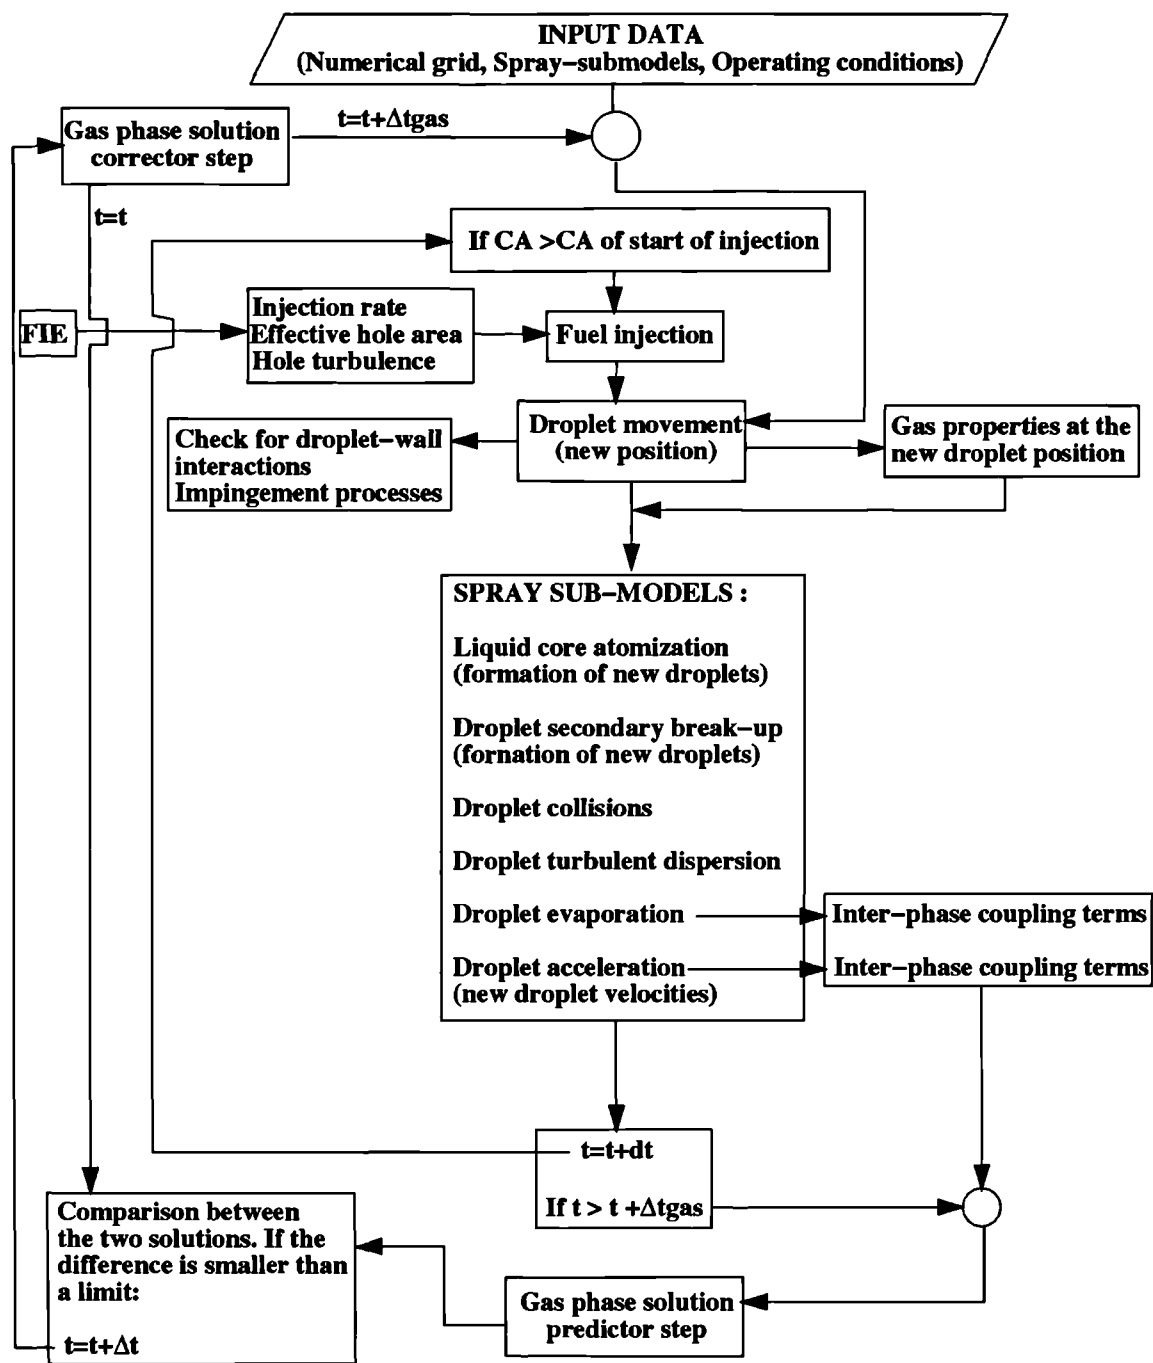 INPUT DATA
(Numerical grid, Spray−submodels, Operating conditions)
Gas phase solution
corrector step
t=t+Δtgas
t=t
If CA >CA of start of injection
FIE
Injection rate
Effective hole area
Hole turbulence
Fuel injection
Check for droplet−wall
interactions
Impingement processes
Droplet movement
(new position)
Gas properties at the
new droplet position
SPRAY SUB−MODELS :
Liquid core atomization
(formation of new droplets)
Droplet secondary break−up
(fornation of new droplets)
Droplet collisions
Droplet turbulent dispersion
Droplet evaporation
Inter−phase coupling terms
Droplet acceleration
(new droplet velocities)
Inter−phase coupling terms
t=t+dt
If t > t +Δtgas
Comparison between
the two solutions. If the
difference is smaller than
a limit:
t=t+Δt
Gas phase solution
predictor step